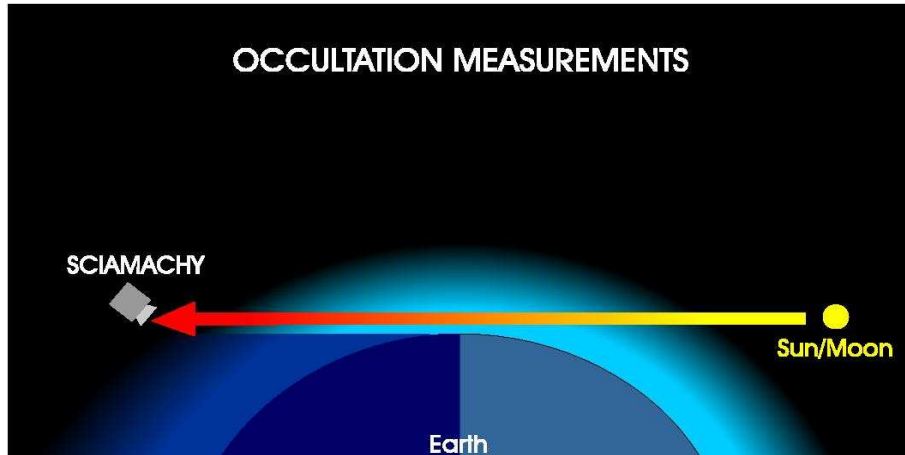 OCCULTATION MEASUREMENTS
SCIAMACHY
Sun/Moon
Earth